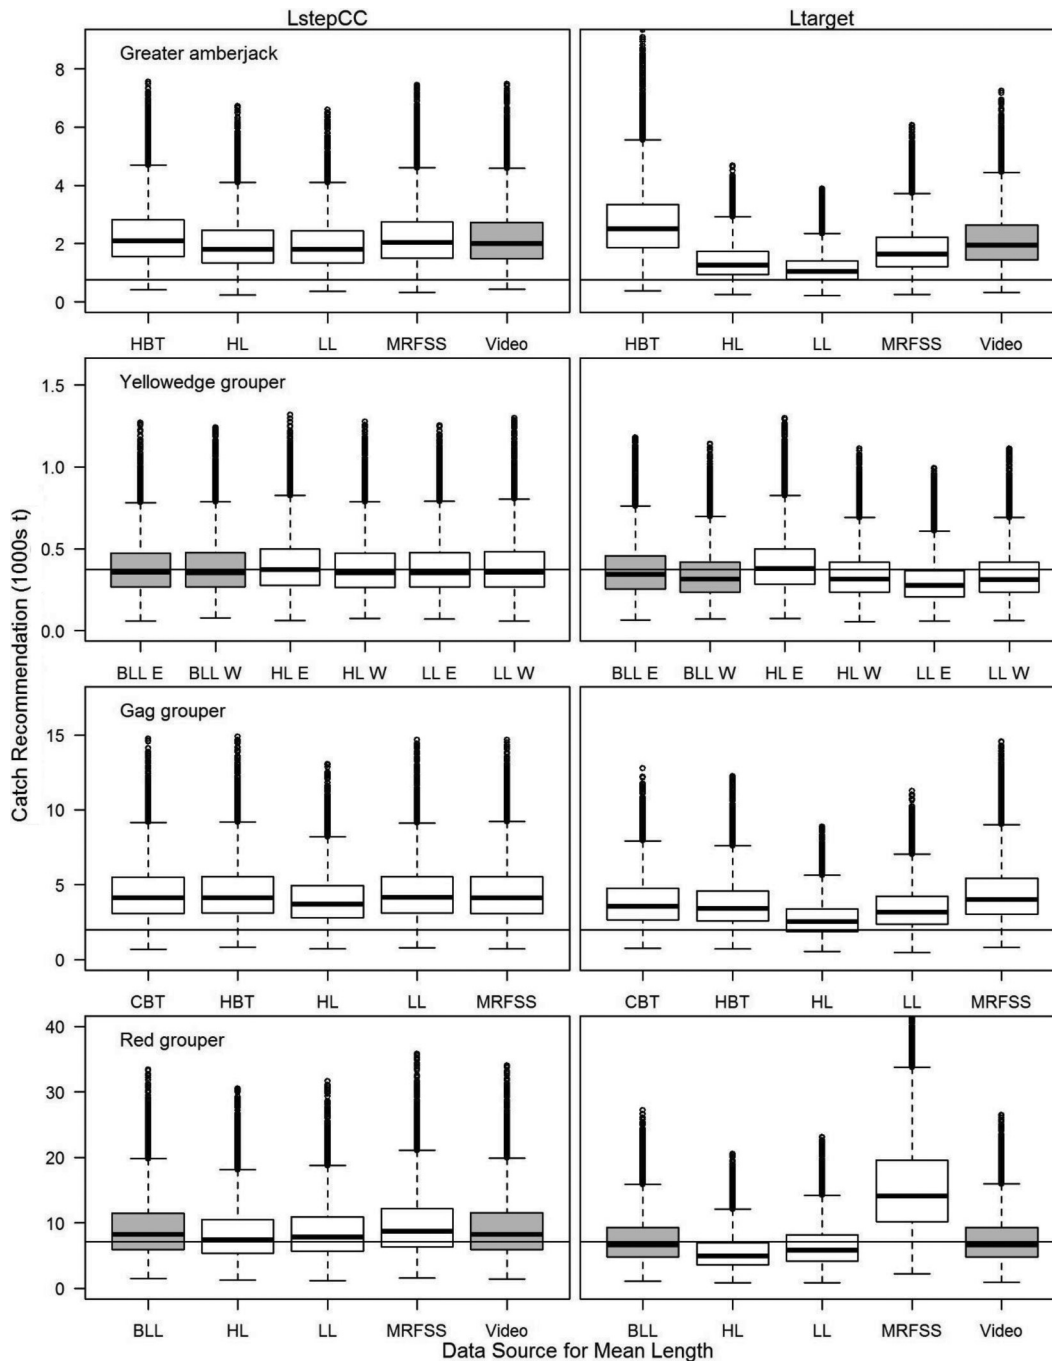 LstepCC Ltarget
Greater amberjack
8
6
4
2
0
HBT HL LL MRFSS Video HBT HL LL MRFSS Video
Yellowedge grouper
1.5
1.0
0.5
0.0
BLL E BLL W HL E HL W LL E LL W BLL E BLL W HL E HL W LL E LL W
Catch Recommendation (1000s t)
Gag grouper
15
10
5
0
CBT HBT HL LL MRFSS CBT HBT HL LL MRFSS
Red grouper
40
30
20
10
0
BLL HL LL MRFSS Video BLL HL LL MRFSS Video
Data Source for Mean Length